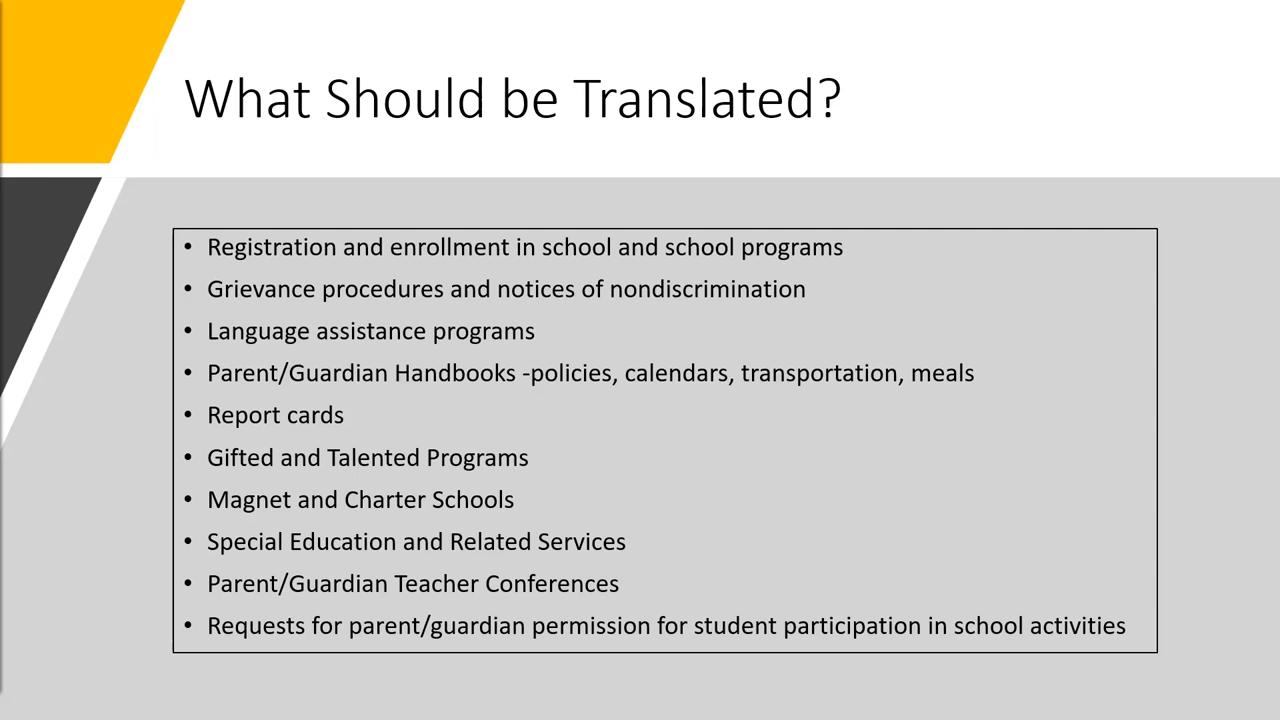 What Should be Translated?
• Registration and enrollment in school and school programs
• Grievance procedures and notices of nondiscrimination
• Language assistance programs
• Parent/Guardian Handbooks -policies, calendars, transportation, meals
• Report cards
• Gifted and Talented Programs
• Magnet and Charter Schools
• Special Education and Related Services
• Parent/Guardian Teacher Conferences
• Requests for parent/guardian permission for student participation in school activities